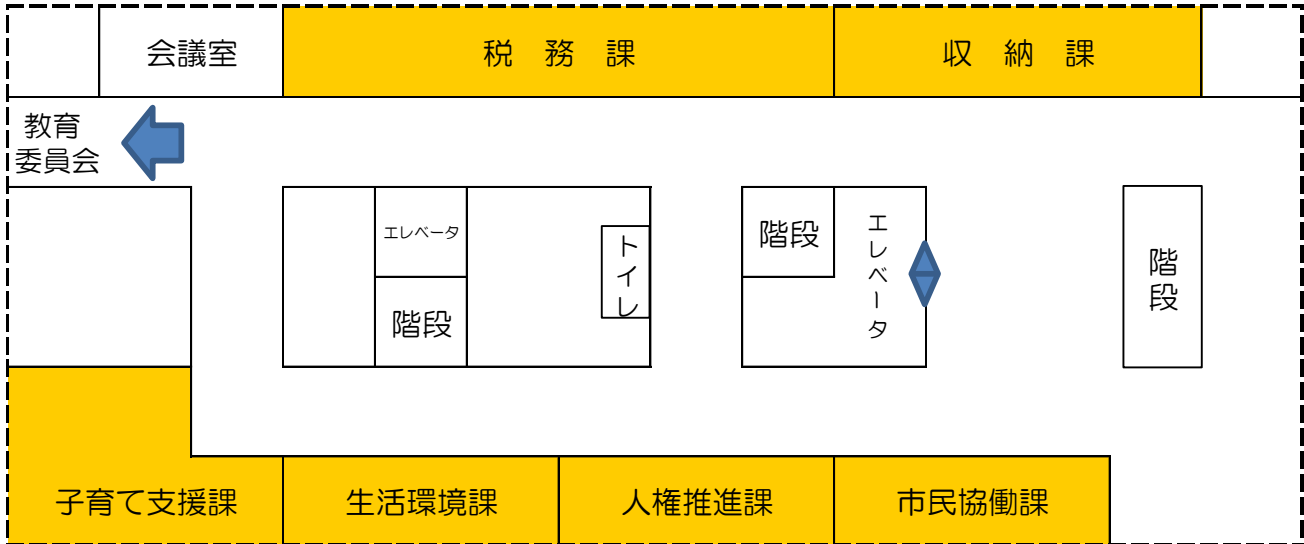 会議室
税務課
収納課
教育
委員会
エレベータ
階段
トイレ
階段
エレベータ
階段
子育て支援課
生活環境課
人権推進課
市民協働課